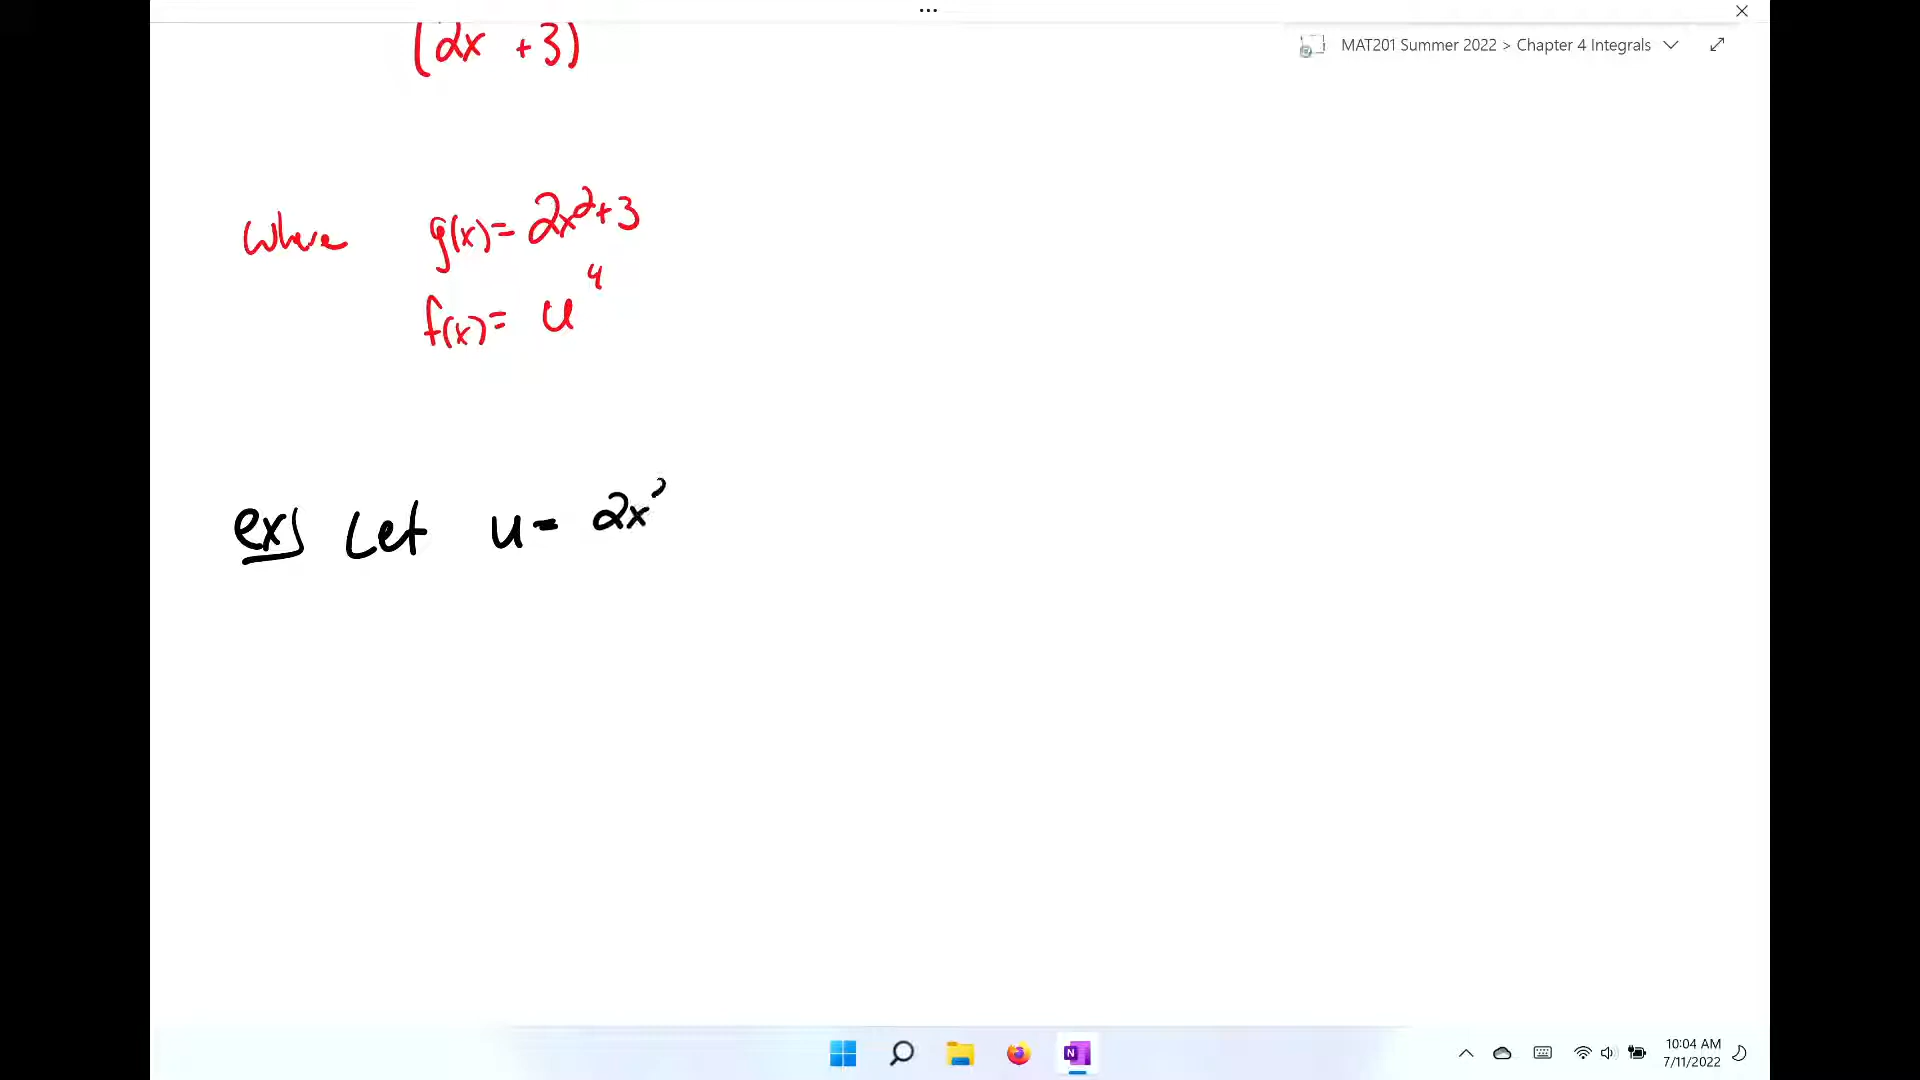 (2x +3)
MAT201 Summer 2022 > Chapter 4 Integrals
where g(x)= 2x²+3
f(x)= u⁴
ex) Let u= 2x²
10:04 AM
7/11/2022